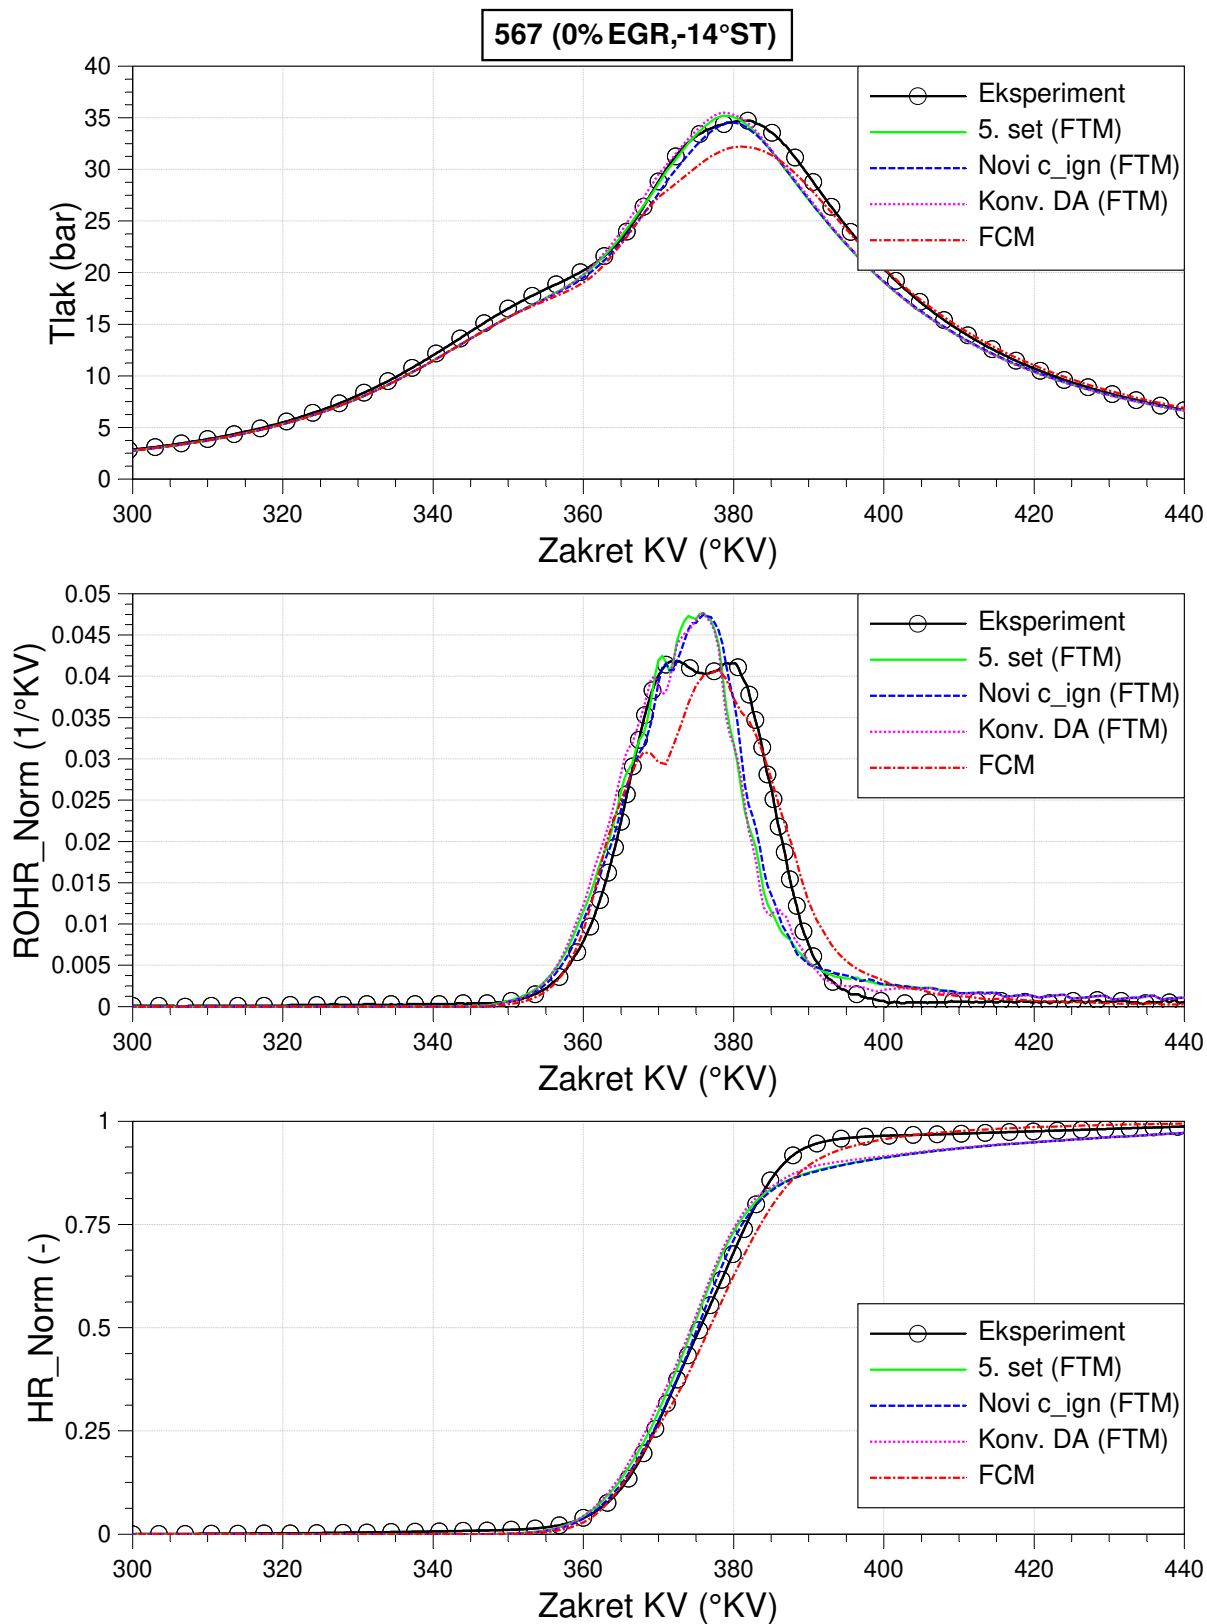 567 (0% EGR,-14°ST)
40
35
30
25
20
15
10
5
0
Tlak (bar)
Eksperiment
5. set (FTM)
Novi c_ign (FTM)
Konv. DA (FTM)
FCM
300 320 340 360 380 400 420 440
Zakret KV (°KV)
0.05
0.045
0.04
0.035
0.03
0.025
0.02
0.015
0.01
0.005
0
ROHR_Norm (1/°KV)
Eksperiment
5. set (FTM)
Novi c_ign (FTM)
Konv. DA (FTM)
FCM
300 320 340 360 380 400 420 440
Zakret KV (°KV)
1
0.75
0.5
0.25
0
HR_Norm (-)
Eksperiment
5. set (FTM)
Novi c_ign (FTM)
Konv. DA (FTM)
FCM
300 320 340 360 380 400 420 440
Zakret KV (°KV)